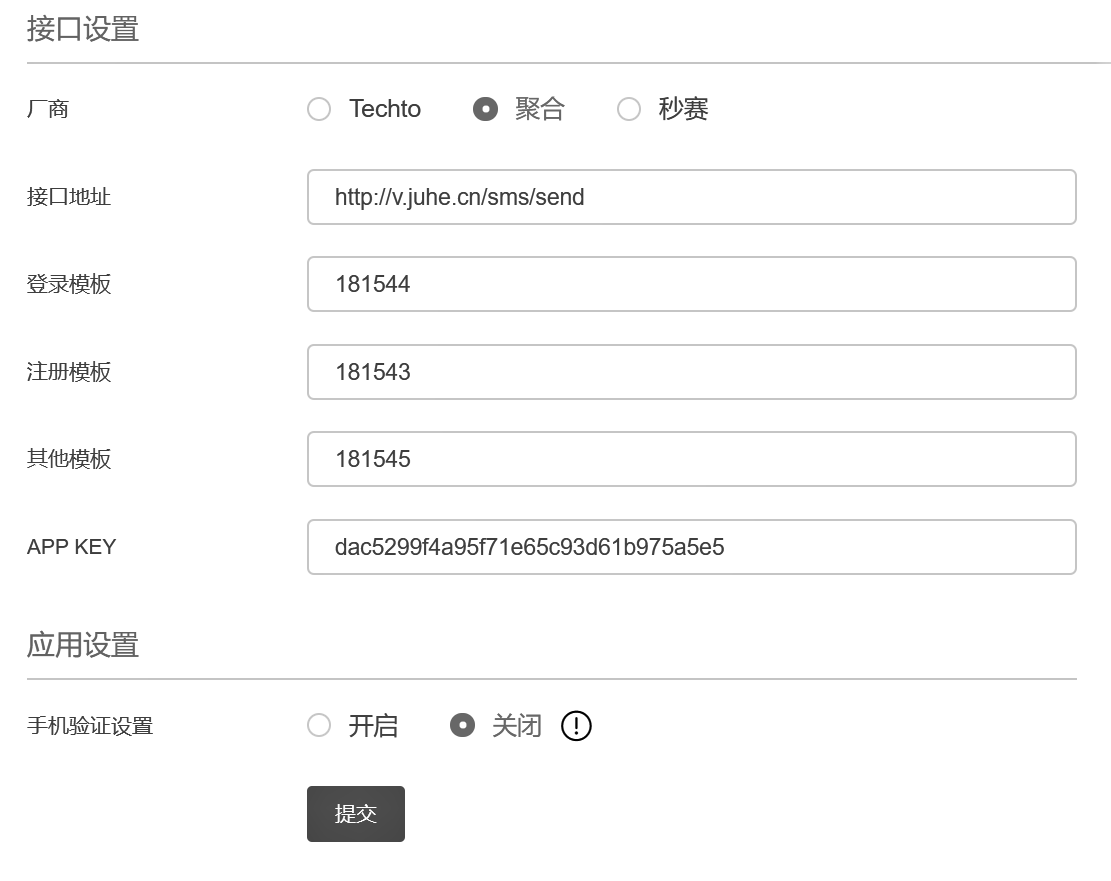 接口设置
厂商 Techto 聚合 秒赛
接口地址 http://v.juhe.cn/sms/send
登录模板 181544
注册模板 181543
其他模板 181545
APP KEY dac5299f4a95f71e65c93d61b975a5e5
应用设置
手机验证设置 开启 关闭
提交